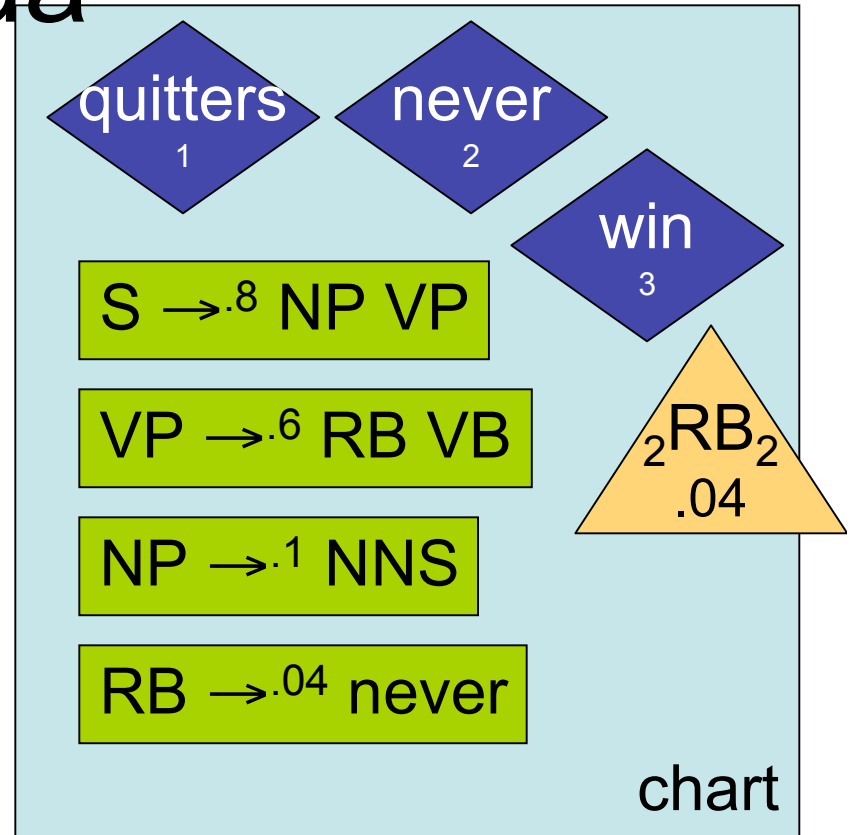 quitters
1
never
2
win
3
S →.8 NP VP
VP →.6 RB VB
2RB2
.04
NP →.1 NNS
RB →.04 never
chart